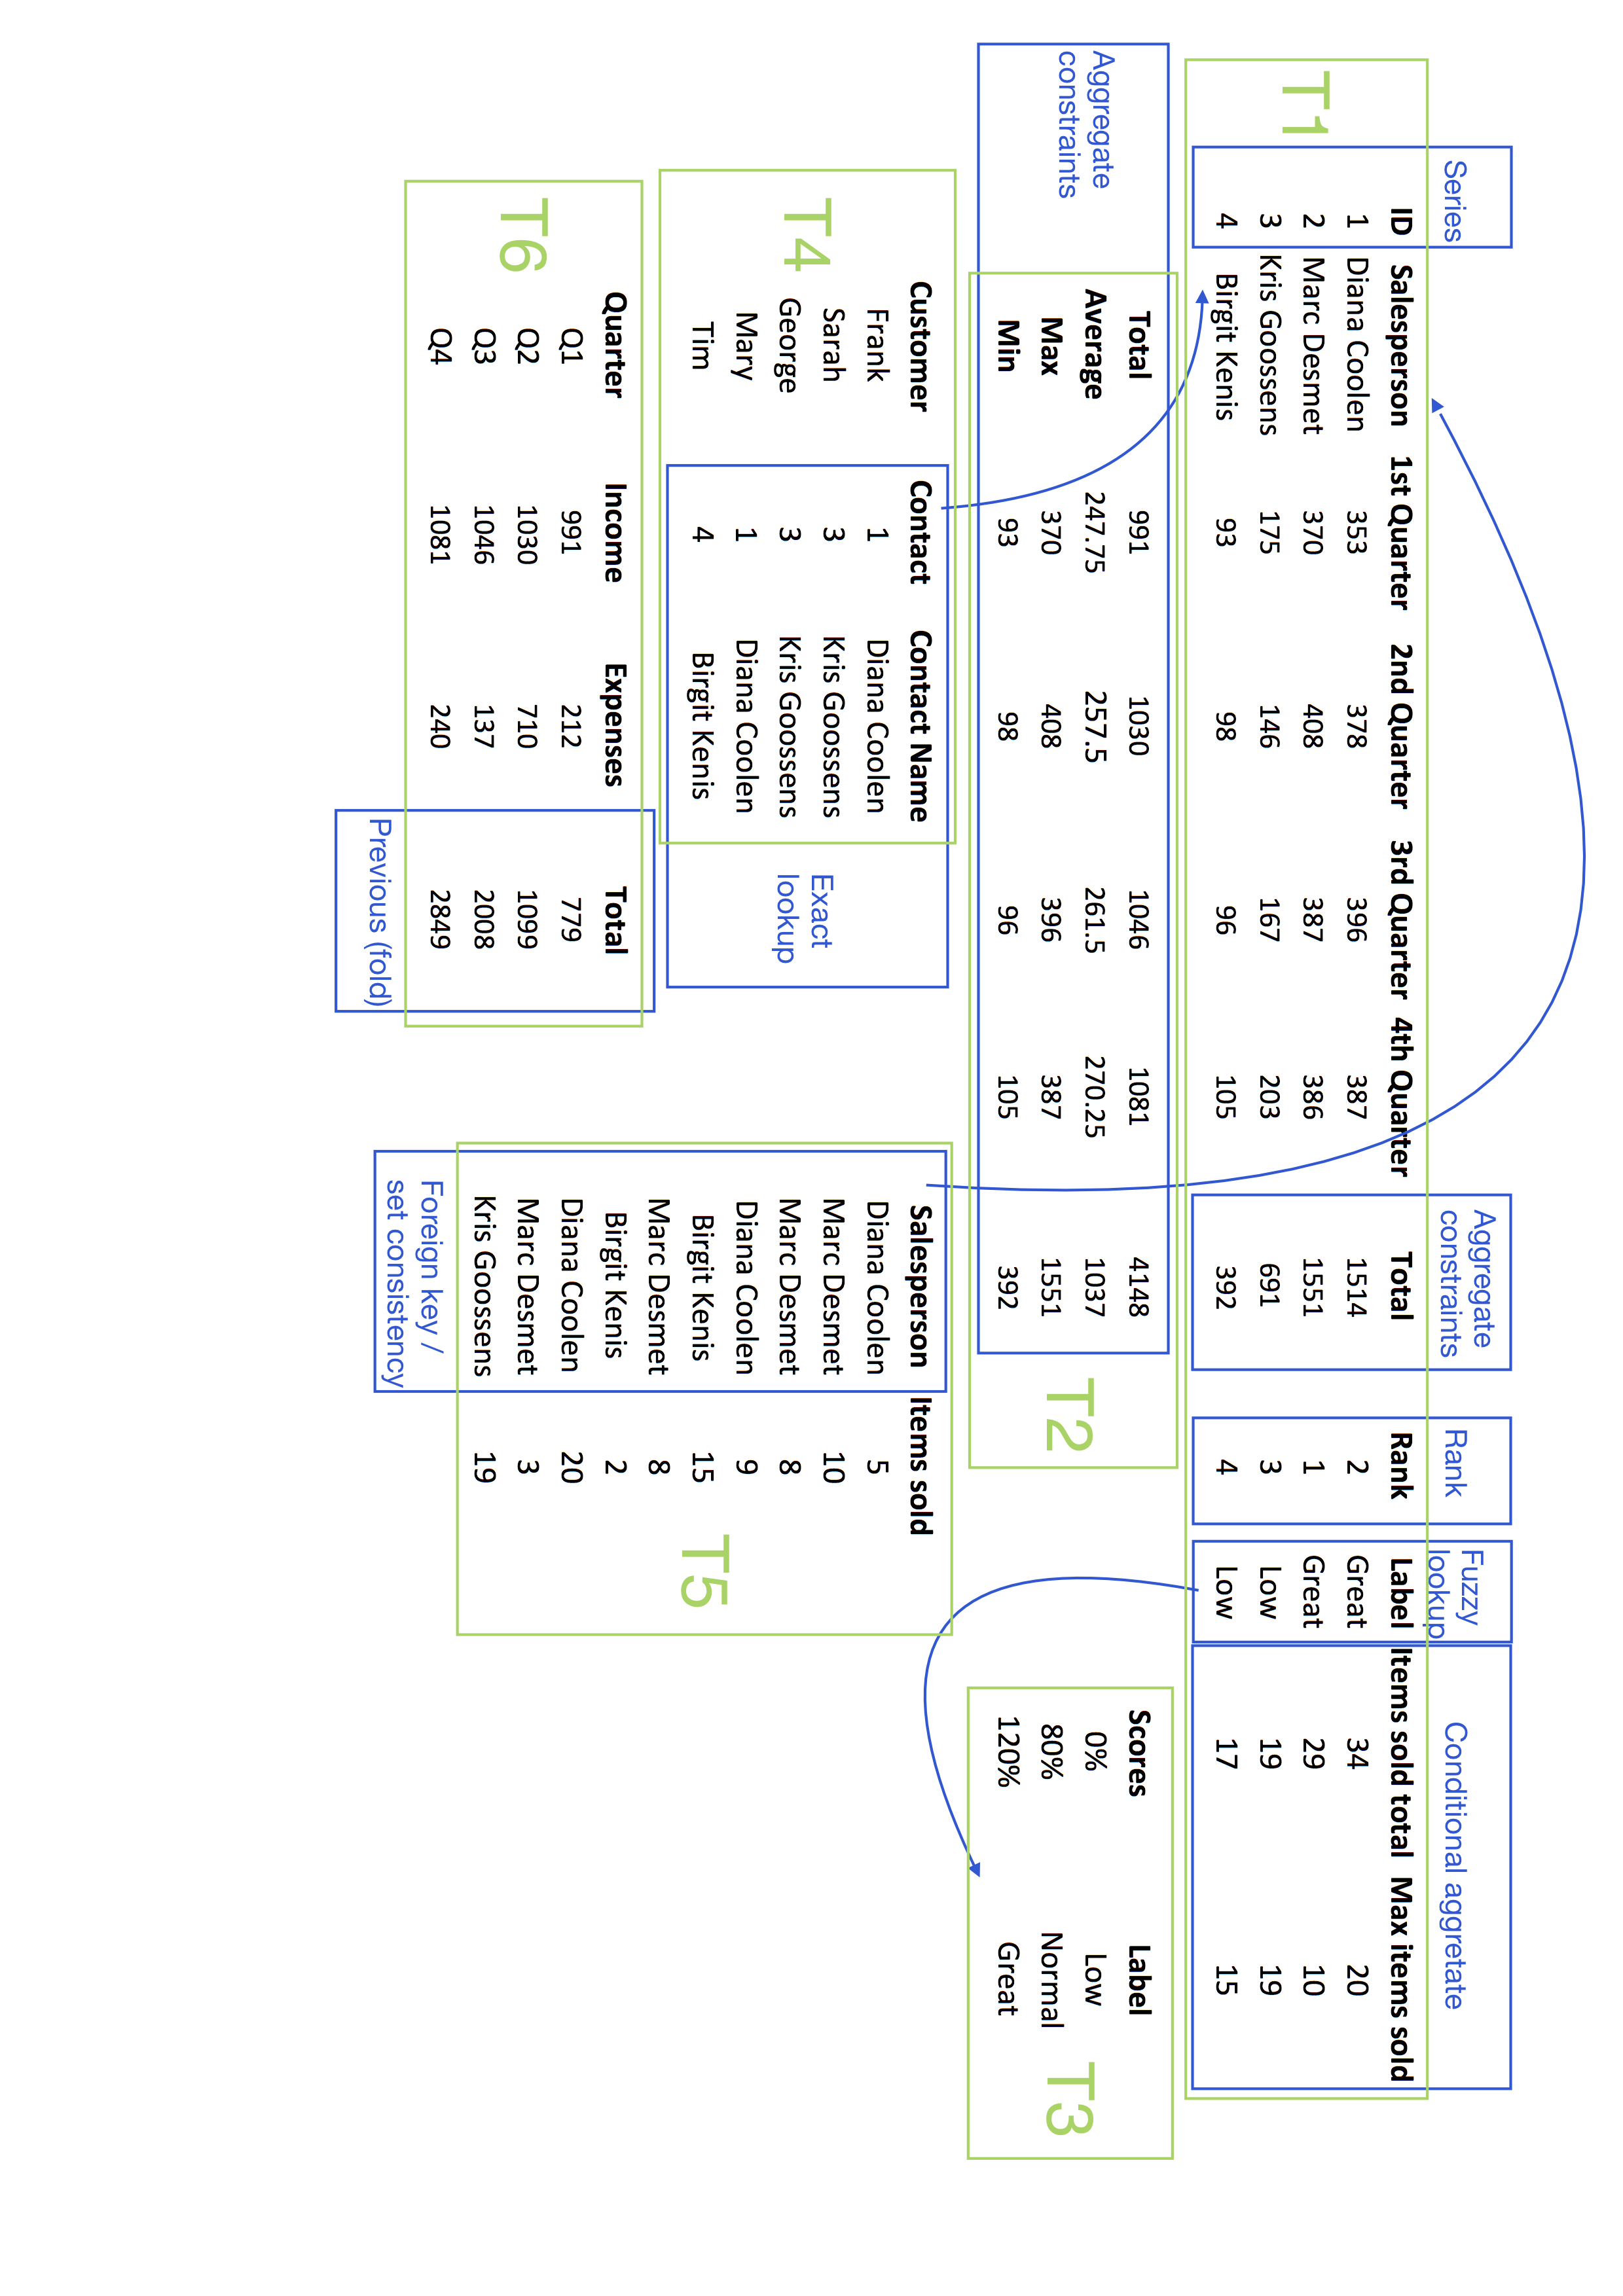 Series
Aggregate
constraints
Rank
Fuzzy
lookup
Conditional aggretate
T1
ID Salesperson 1st Quarter 2nd Quarter 3rd Quarter 4th Quarter Total Rank Label Items sold total Max items sold
1 Diana Coolen 353 378 396 387 1514 2 Great 34 20
2 Marc Desmet 370 408 387 386 1551 1 Great 29 10
3 Kris Goossens 175 146 167 203 691 3 Low 19 19
4 Birgit Kenis 93 98 96 105 392 4 Low 17 15
Aggregate
constraints
Total 991 1030 1046 1081 4148
Average 247.75 257.5 261.5 270.25 1037
Max 370 408 396 387 1551
Min 93 98 96 105 392
T2
Scores Label
0% Low
80% Normal
120% Great
T3
T4
Customer Contact Contact Name
Frank 1 Diana Coolen
Sarah 3 Kris Goossens
George 3 Kris Goossens
Mary 1 Diana Coolen
Tim 4 Birgit Kenis
Exact
lookup
Salesperson Items sold
Diana Coolen 5
Marc Desmet 10
Marc Desmet 8
Diana Coolen 9
Birgit Kenis 15
Marc Desmet 8
Birgit Kenis 2
Diana Coolen 20
Marc Desmet 3
Kris Goossens 19
T5
Foreign key /
set consistency
T6
Quarter Income Expenses Total
Q1 991 212 779
Q2 1030 710 1099
Q3 1046 137 2008
Q4 1081 240 2849
Previous (fold)